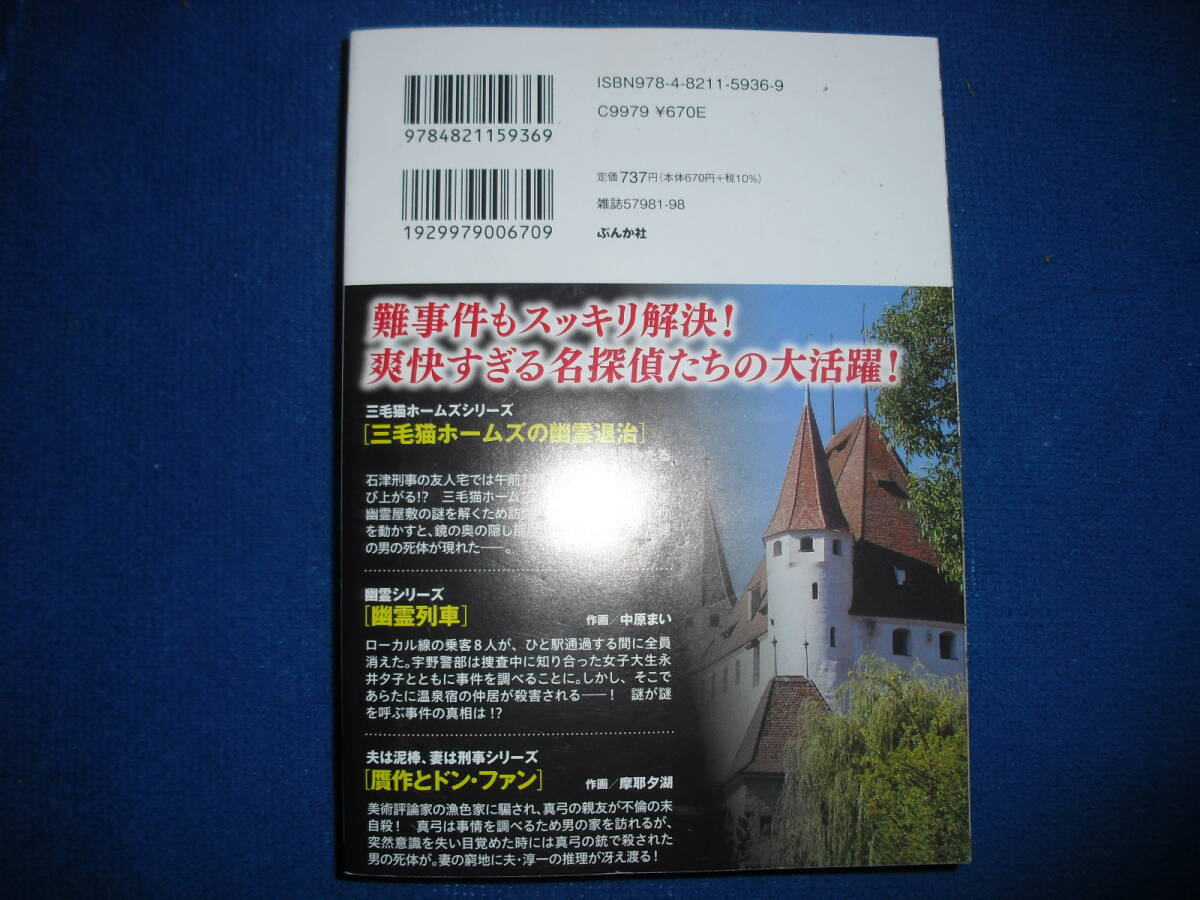 ISBN978-4-8211-5936-9
C9979 ¥670E
9784821159369
定価737円(本体670円+税10%)
雑誌57981-98
1929979006709
ぶんか社
難事件もスッキリ解決!
爽快すぎる名探偵たちの大活躍!
三毛猫ホームズシリーズ
[三毛猫ホームズの幽霊退治]
石津刑事の友人宅では午前
び上がる!? 三毛猫ホーム
幽霊屋敷の謎を解くため訪
を動かすと、鏡の奥の隠し部
の男の死体が現れた──。
幽霊シリーズ
[幽霊列車]
作画/中原まい
ローカル線の乗客8人が、ひと駅通過する間に全員
消えた。宇野警部は捜査中に知り合った女子大生永
井夕子とともに事件を調べることに。しかし、そこで
あらたに温泉宿の仲居が殺害される──! 謎が謎
を呼ぶ事件の真相は!?
夫は泥棒、妻は刑事シリーズ
[贋作とドン・ファン]
作画/摩耶夕湖
美術評論家の漁色家に騙され、真弓の親友が不倫の末
自殺! 真弓は事情を調べるため男の家を訪れるが、
突然意識を失い目覚めた時には真弓の銃で殺された
男の死体が。妻の窮地に夫・淳一の推理が冴え渡る!